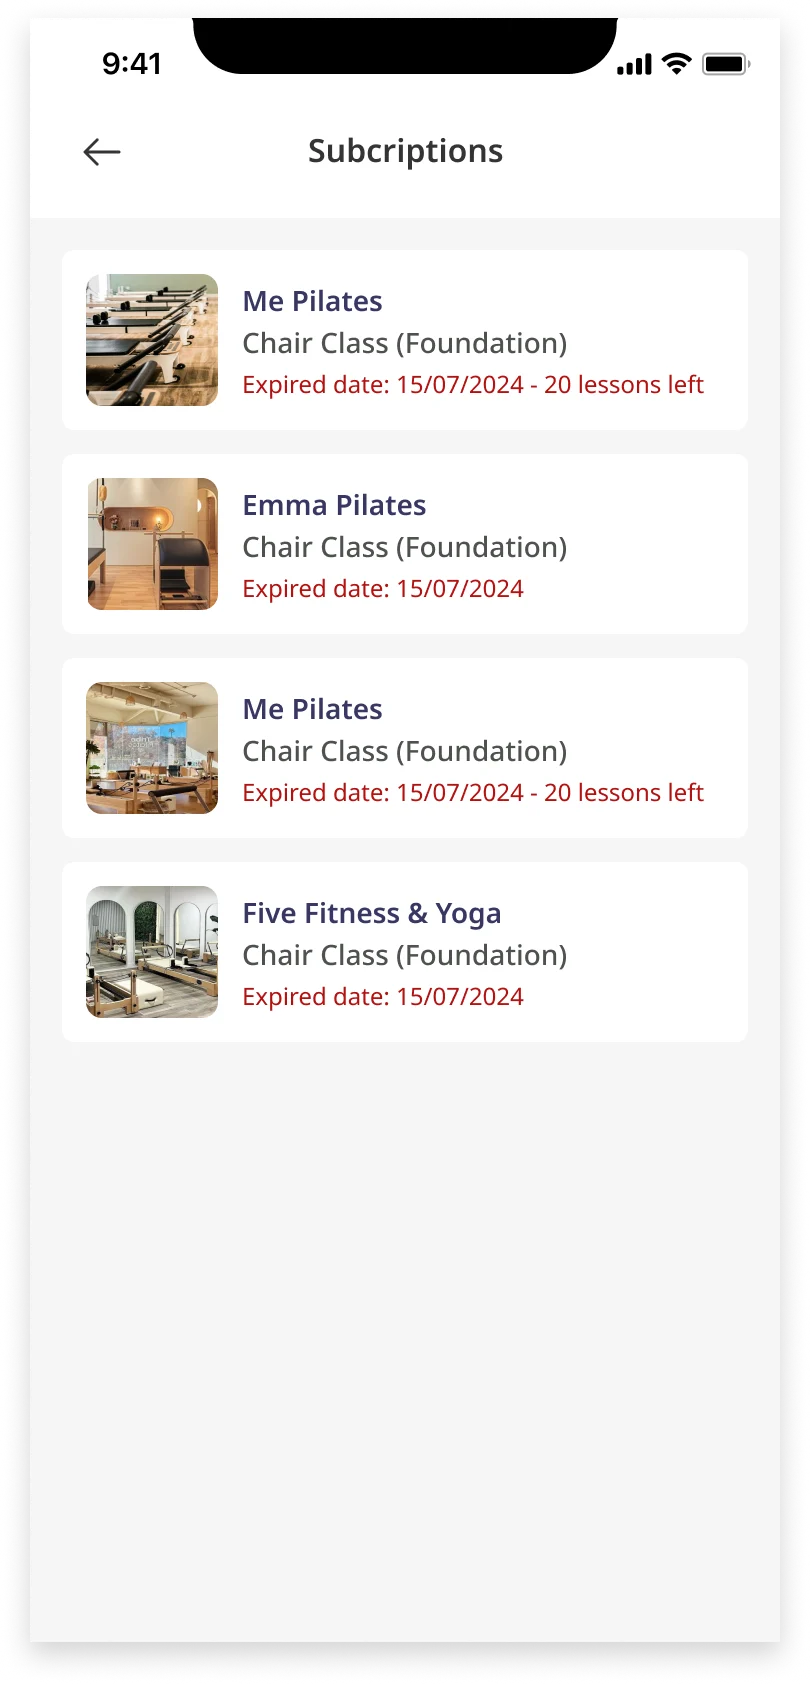 9:41
Subcriptions
Me Pilates
Chair Class (Foundation)
Expired date: 15/07/2024 - 20 lessons left
Emma Pilates
Chair Class (Foundation)
Expired date: 15/07/2024
Me Pilates
Chair Class (Foundation)
Expired date: 15/07/2024 - 20 lessons left
Five Fitness & Yoga
Chair Class (Foundation)
Expired date: 15/07/2024